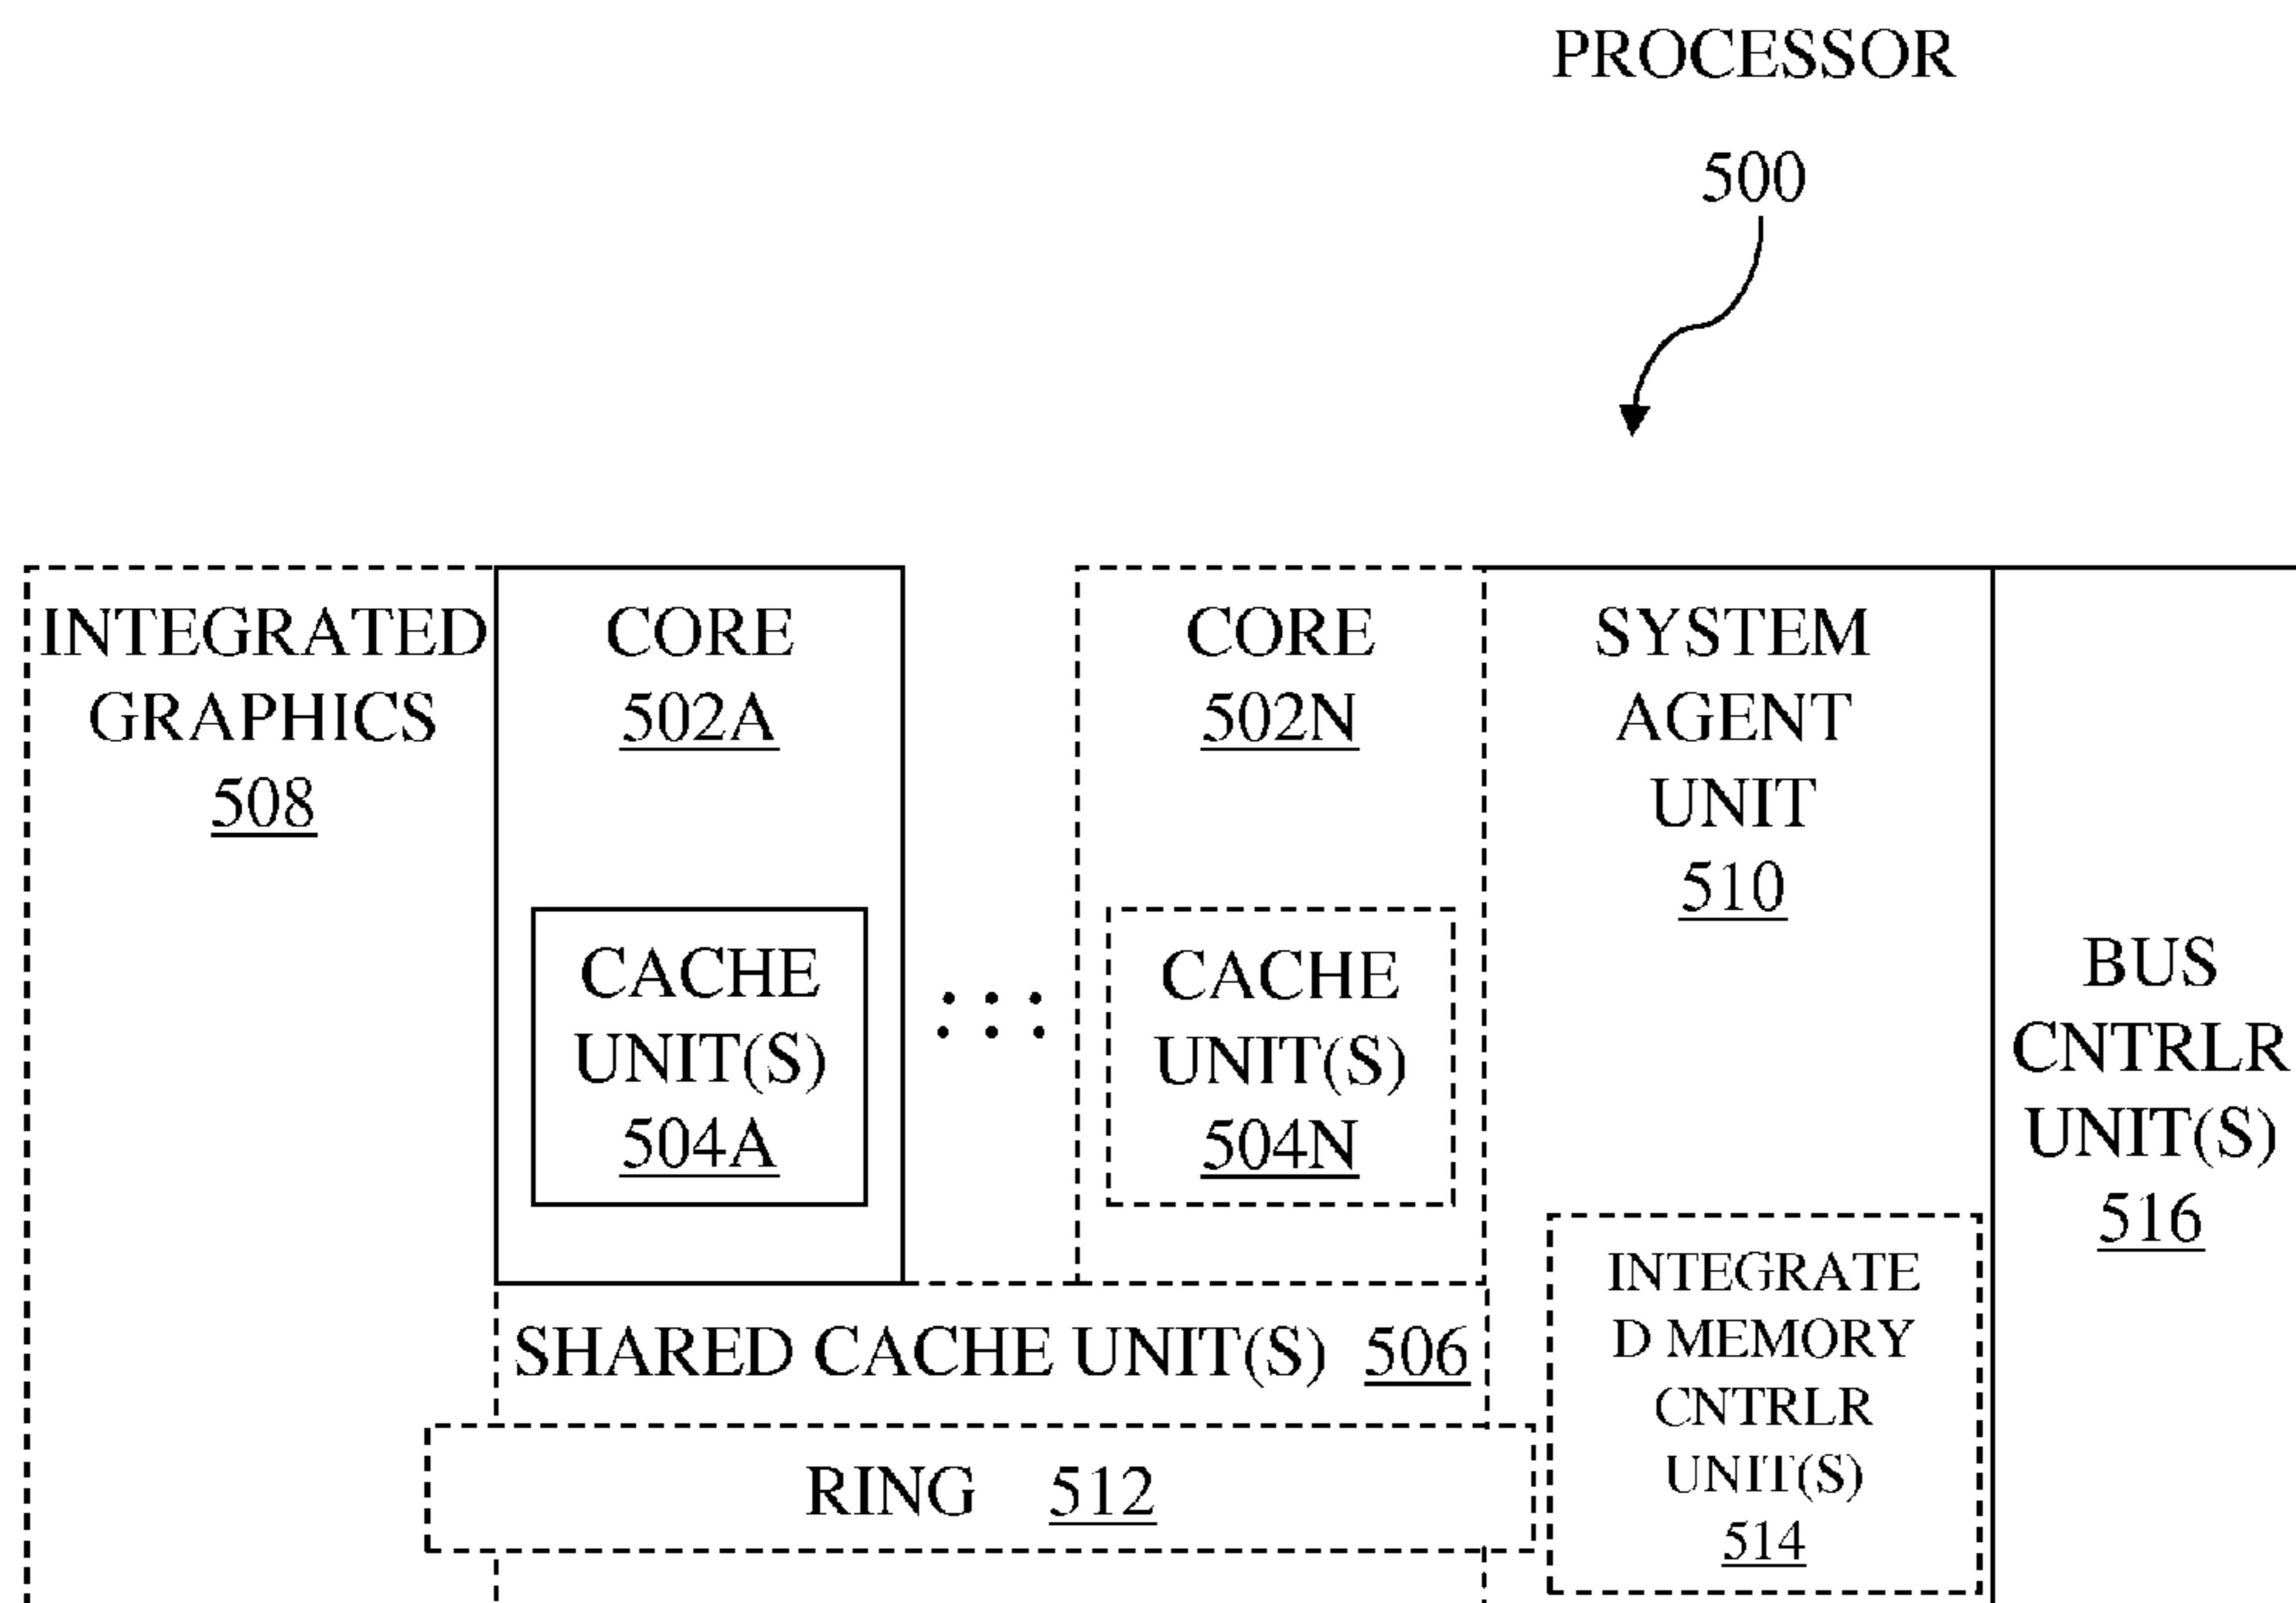 PROCESSOR
500
INTEGRATED
GRAPHICS
508
CORE
502A
CACHE
UNIT(S)
504A
CORE
502N
CACHE
UNIT(S)
504N
SYSTEM
AGENT
UNIT
510
BUS
CNTRLR
UNIT(S)
516
INTEGRATE
D MEMORY
CNTRLR
UNIT(S)
514
SHARED CACHE UNIT(S) 506
RING 512